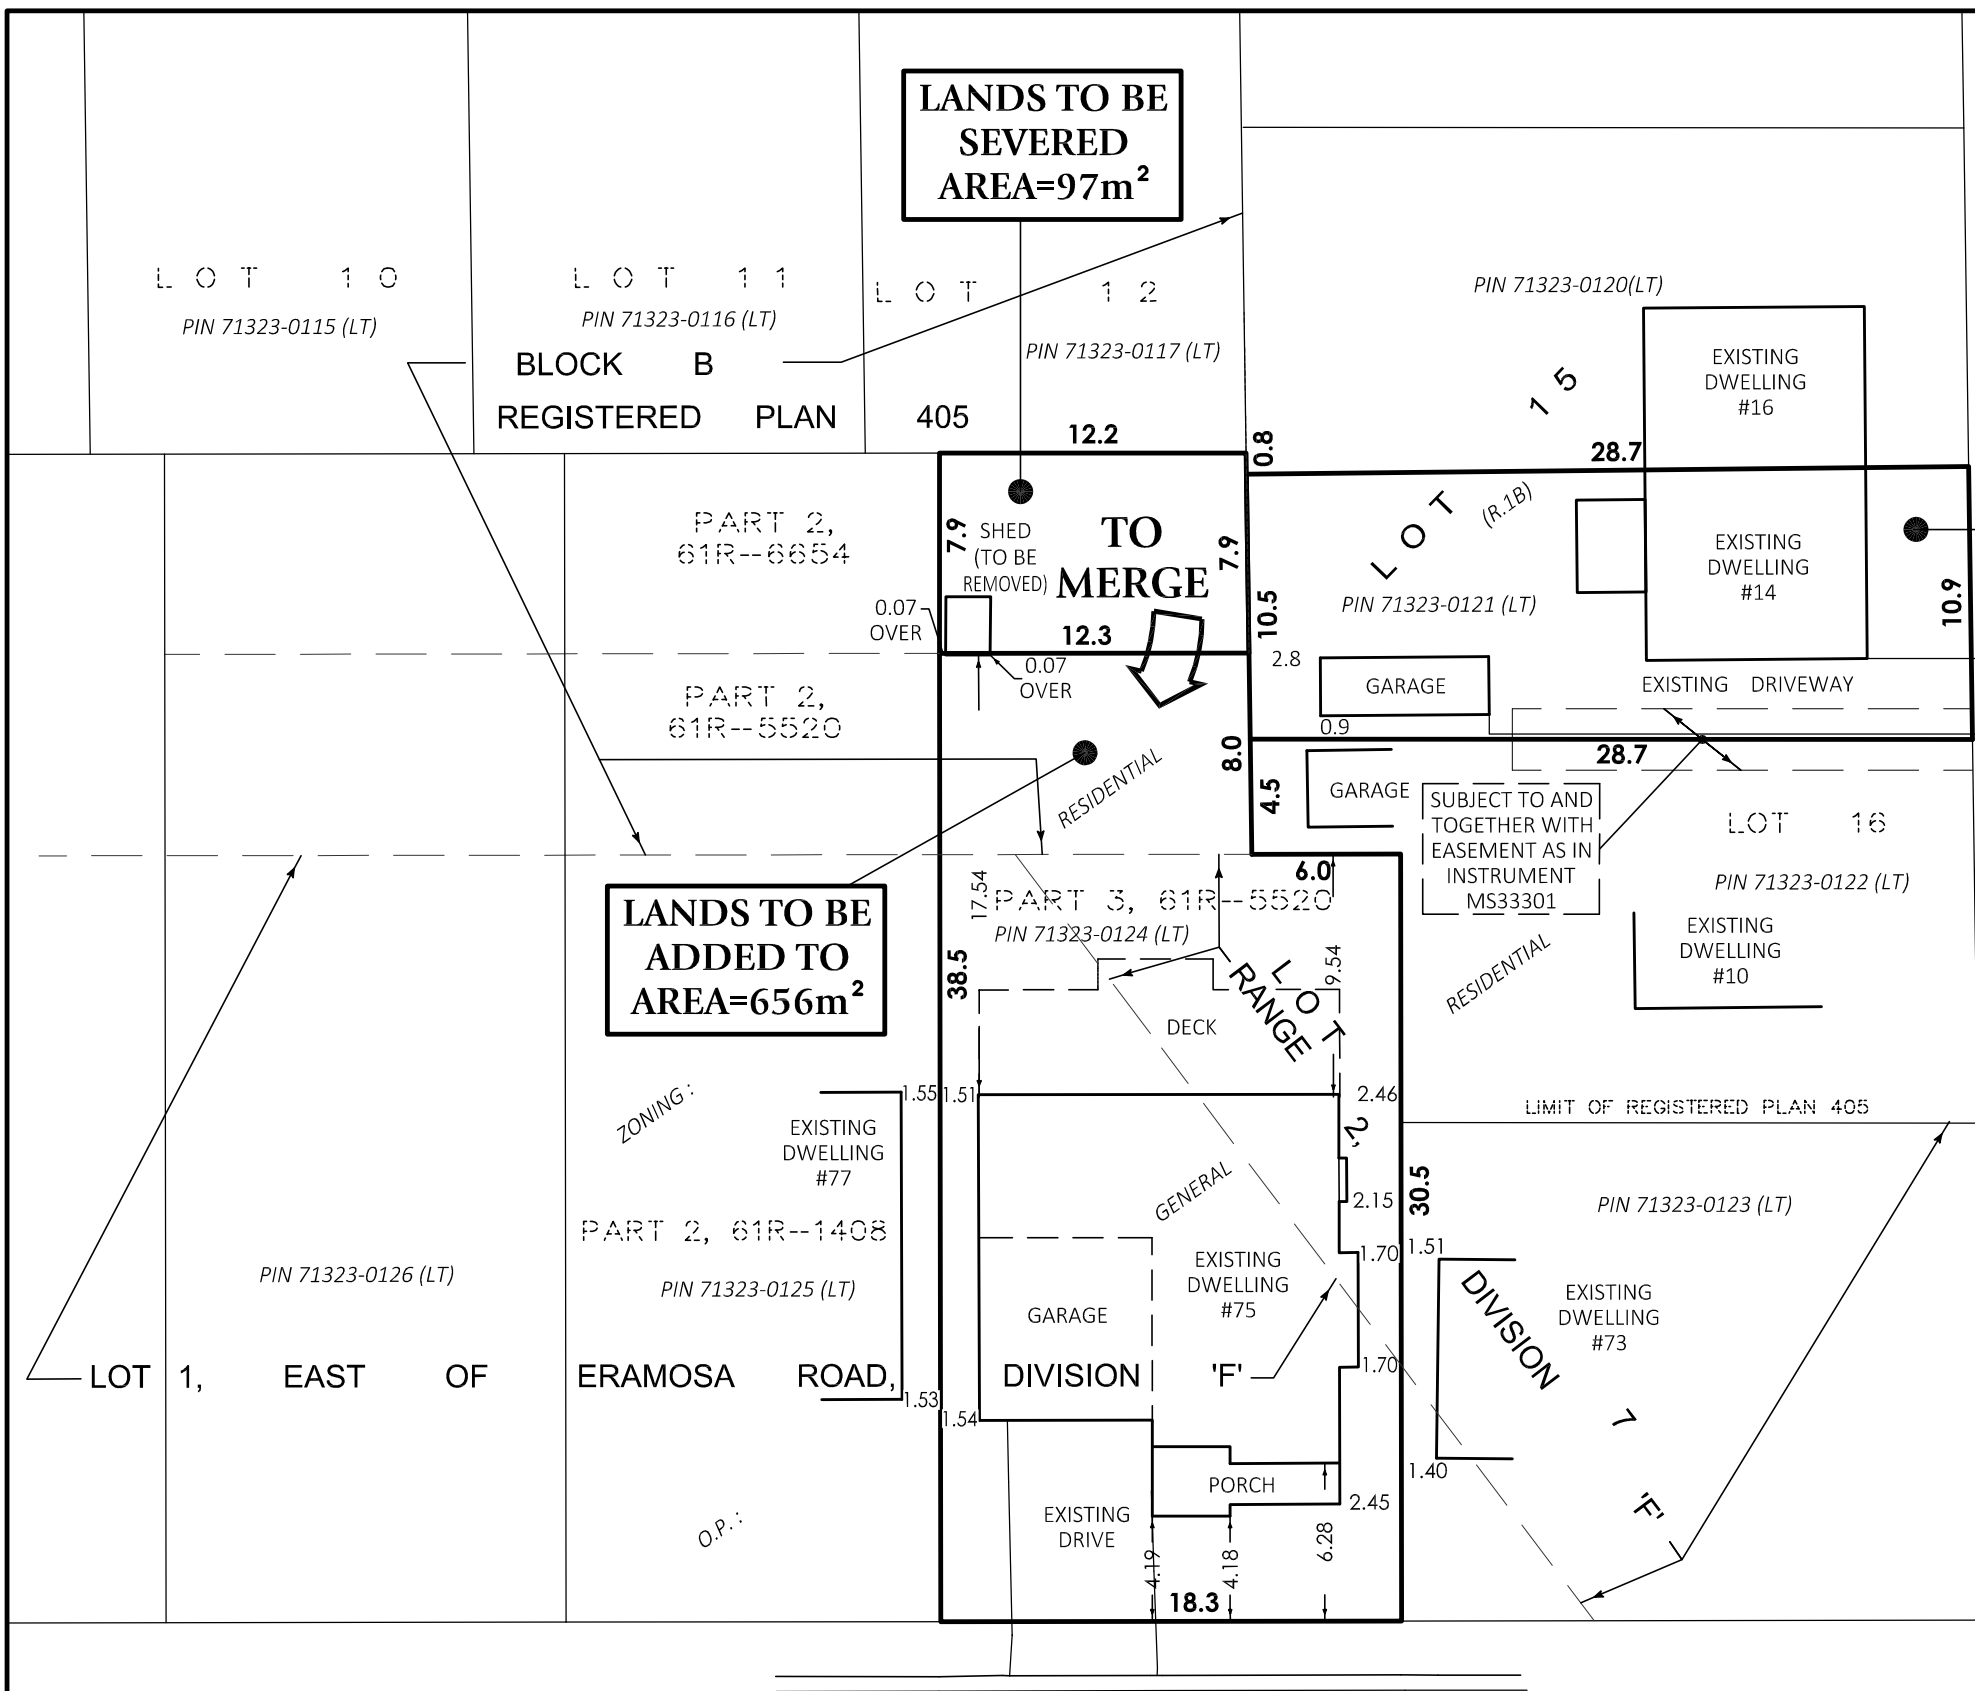 LANDS TO BE
SEVERED
AREA=97m²
LOT 10
PIN 71323-0115 (LT)
LOT 11
PIN 71323-0116 (LT)
LOT 12
PIN 71323-0117 (LT)
PIN 71323-0120(LT)
BLOCK B
REGISTERED PLAN 405
EXISTING
DWELLING
#16
LOT 15
(R.1B)
12.2
0.8
28.7
PART 2,
61R--6654
7.9
SHED
(TO BE
REMOVED)
TO
MERGE
7.9
10.5
PIN 71323-0121 (LT)
EXISTING
DWELLING
#14
10.9
0.07
OVER
12.3
0.07
OVER
2.8
GARAGE
0.9
EXISTING DRIVEWAY
28.7
PART 2,
61R--5520
RESIDENTIAL
8.0
4.5
GARAGE
SUBJECT TO AND
TOGETHER WITH
EASEMENT AS IN
INSTRUMENT
MS33301
LOT 16
PIN 71323-0122 (LT)
EXISTING
DWELLING
#10
RESIDENTIAL
LANDS TO BE
ADDED TO
AREA=656m²
17.54
6.0
PART 3, 61R--5520
PIN 71323-0124 (LT)
38.5
9.54
LOT 2,
RANGE
DECK
ZONING :
1.55
1.51
2.46
EXISTING
DWELLING
#77
LIMIT OF REGISTERED PLAN 405
GENERAL
2.15
30.5
PIN 71323-0123 (LT)
PART 2, 61R--1408
PIN 71323-0126 (LT)
PIN 71323-0125 (LT)
EXISTING
DWELLING
#75
1.70
1.51
GARAGE
DIVISION 7 'F'
EXISTING
DWELLING
#73
LOT 1, EAST OF ERAMOSA ROAD, DIVISION 'F'
1.70
1.53
1.54
1.40
PORCH
2.45
EXISTING
DRIVE
O.P. :
4.19
4.18
6.28
18.3